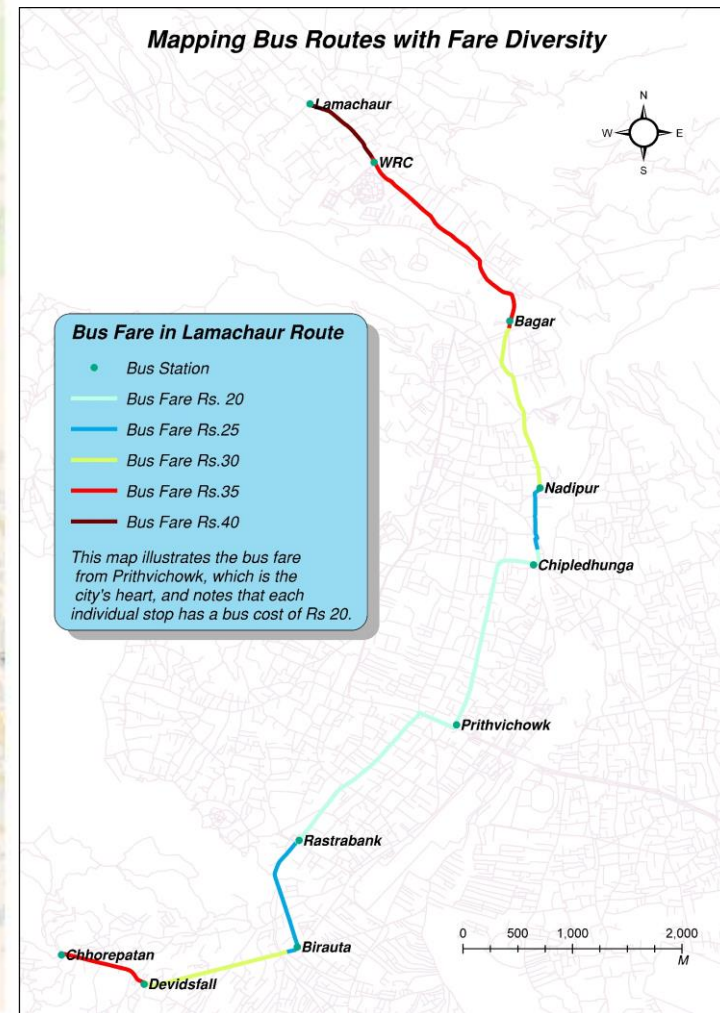 Mapping Bus Routes with Fare Diversity
Lamachaur
N
W
E
S
WRC
Bagar
Bus Fare in Lamachaur Route
Bus Station
Bus Fare Rs. 20
Bus Fare Rs.25
Bus Fare Rs.30
Bus Fare Rs.35
Bus Fare Rs.40
This map illustrates the bus fare
from Prithvichowk, which is the
city's heart, and notes that each
individual stop has a bus cost of Rs 20.
Nadipur
Chipledhunga
Prithvichowk
Rastrabank
Birauta
Chhorepatan
Devidsfall
0 500 1,000 2,000
M